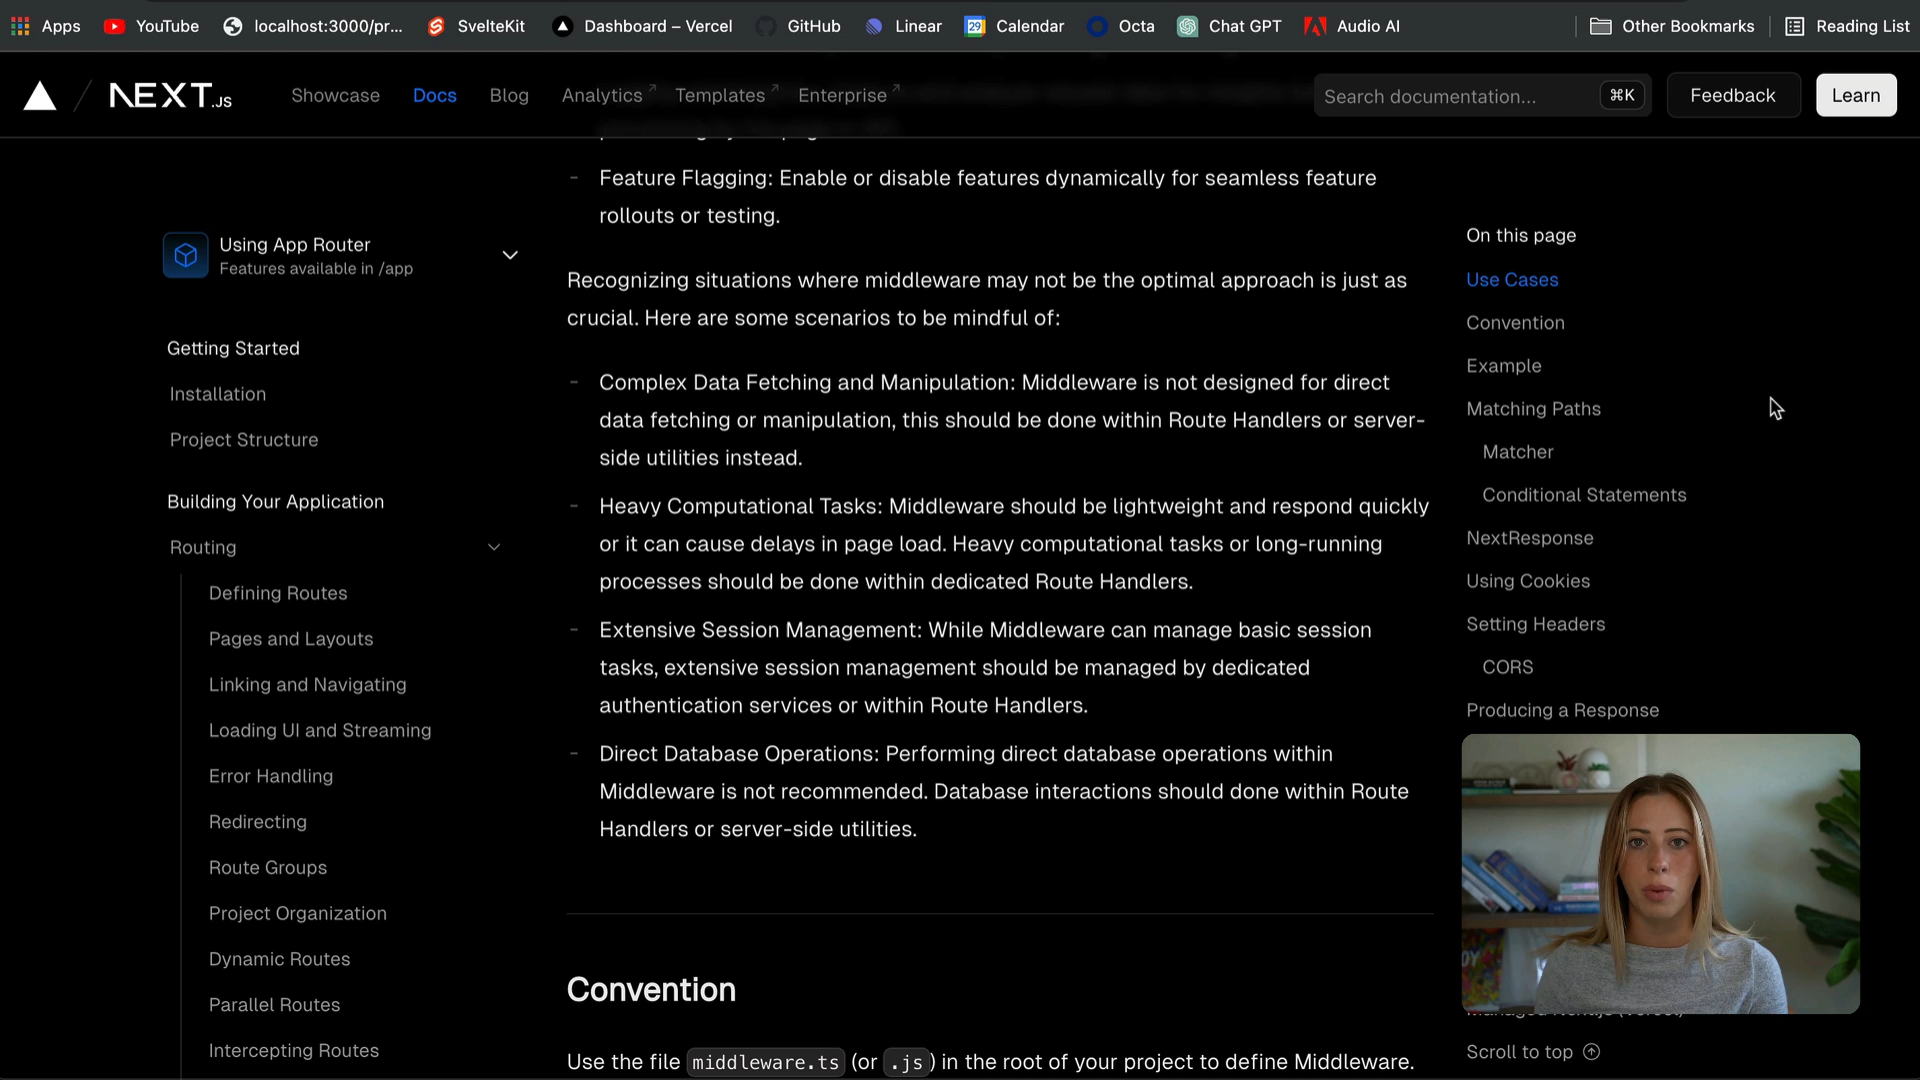 Apps YouTube localhost:3000/pr... SvelteKit Dashboard – Vercel GitHub Linear Calendar Octa Chat GPT Audio AI Other Bookmarks Reading List
NEXT.JS Showcase Docs Blog Analytics Templates Enterprise Search documentation... ⌘K Feedback Learn
Using App Router
Features available in /app
Getting Started
Installation
Project Structure
Building Your Application
Routing
Defining Routes
Pages and Layouts
Linking and Navigating
Loading UI and Streaming
Error Handling
Redirecting
Route Groups
Project Organization
Dynamic Routes
Parallel Routes
Intercepting Routes
- Feature Flagging: Enable or disable features dynamically for seamless feature
rollouts or testing.
Recognizing situations where middleware may not be the optimal approach is just as
crucial. Here are some scenarios to be mindful of:
- Complex Data Fetching and Manipulation: Middleware is not designed for direct
data fetching or manipulation, this should be done within Route Handlers or server-
side utilities instead.
- Heavy Computational Tasks: Middleware should be lightweight and respond quickly
or it can cause delays in page load. Heavy computational tasks or long-running
processes should be done within dedicated Route Handlers.
- Extensive Session Management: While Middleware can manage basic session
tasks, extensive session management should be managed by dedicated
authentication services or within Route Handlers.
- Direct Database Operations: Performing direct database operations within
Middleware is not recommended. Database interactions should done within Route
Handlers or server-side utilities.
Convention
Use the file middleware.ts (or .js) in the root of your project to define Middleware.
On this page
Use Cases
Convention
Example
Matching Paths
Matcher
Conditional Statements
NextResponse
Using Cookies
Setting Headers
CORS
Producing a Response
Scroll to top